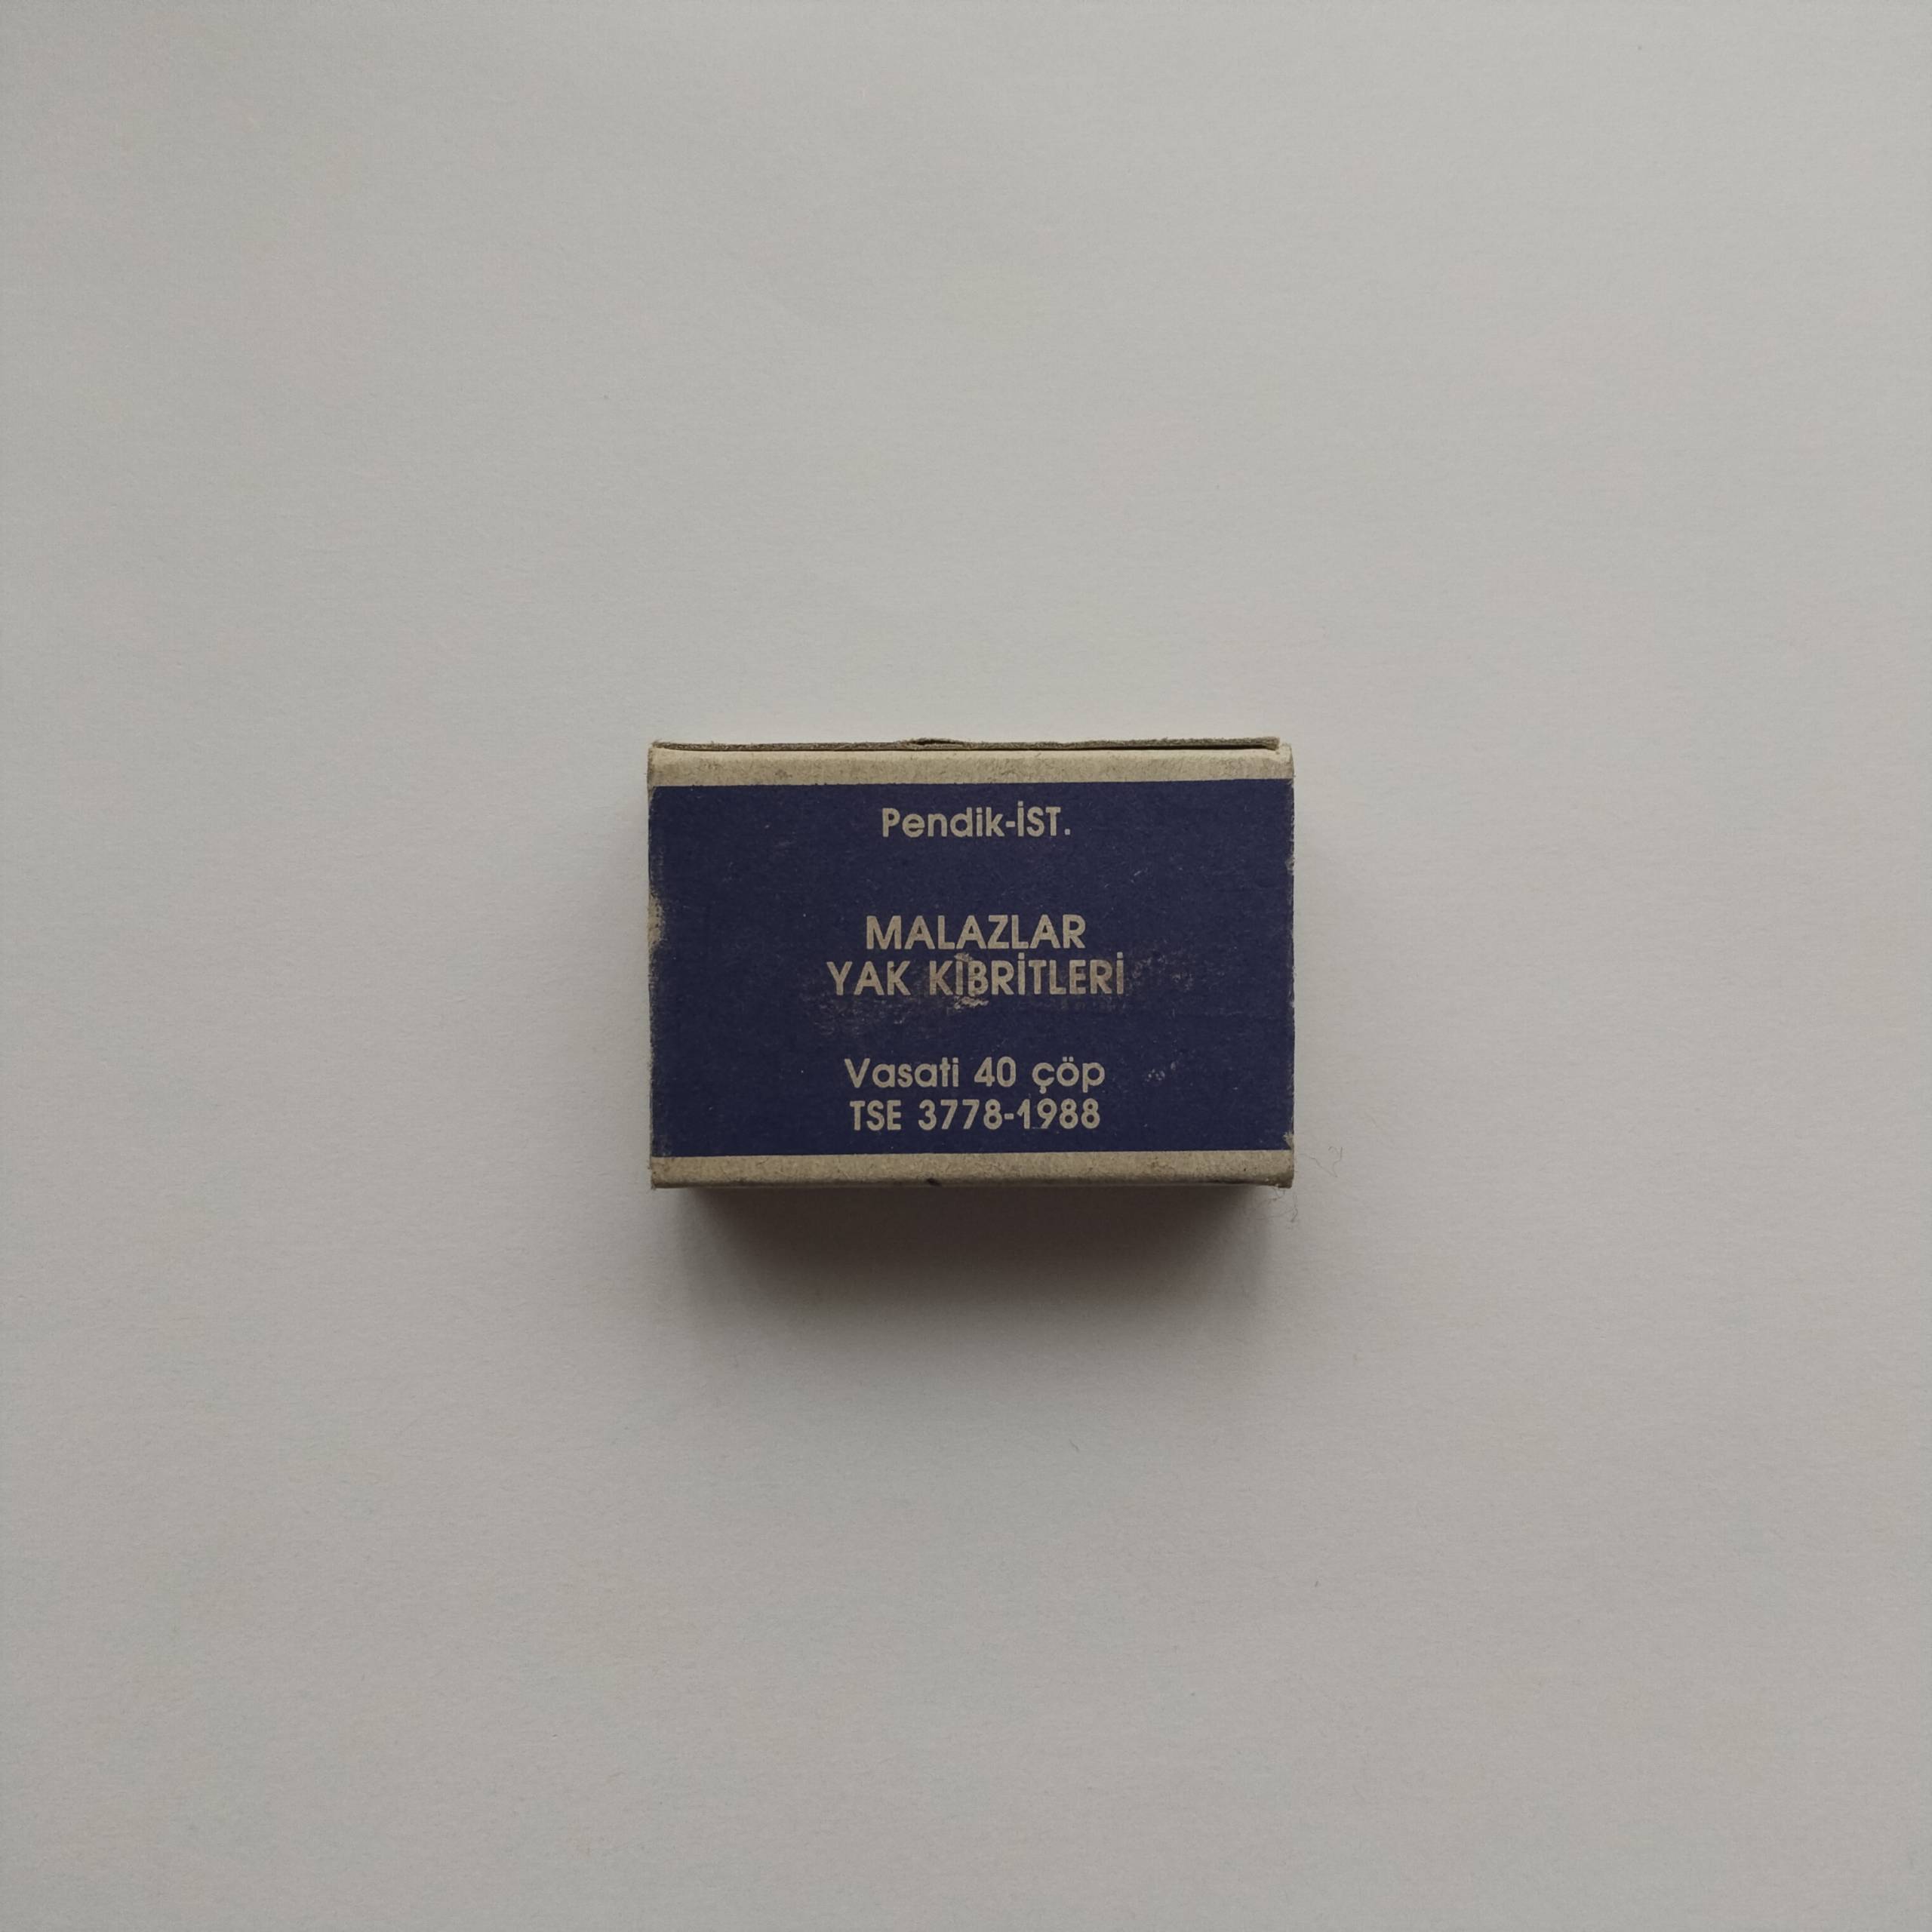 Pendik-İST.
MALAZLAR
YAK KİBRİTLERİ
Vasati 40 çöp
TSE 3778-1988